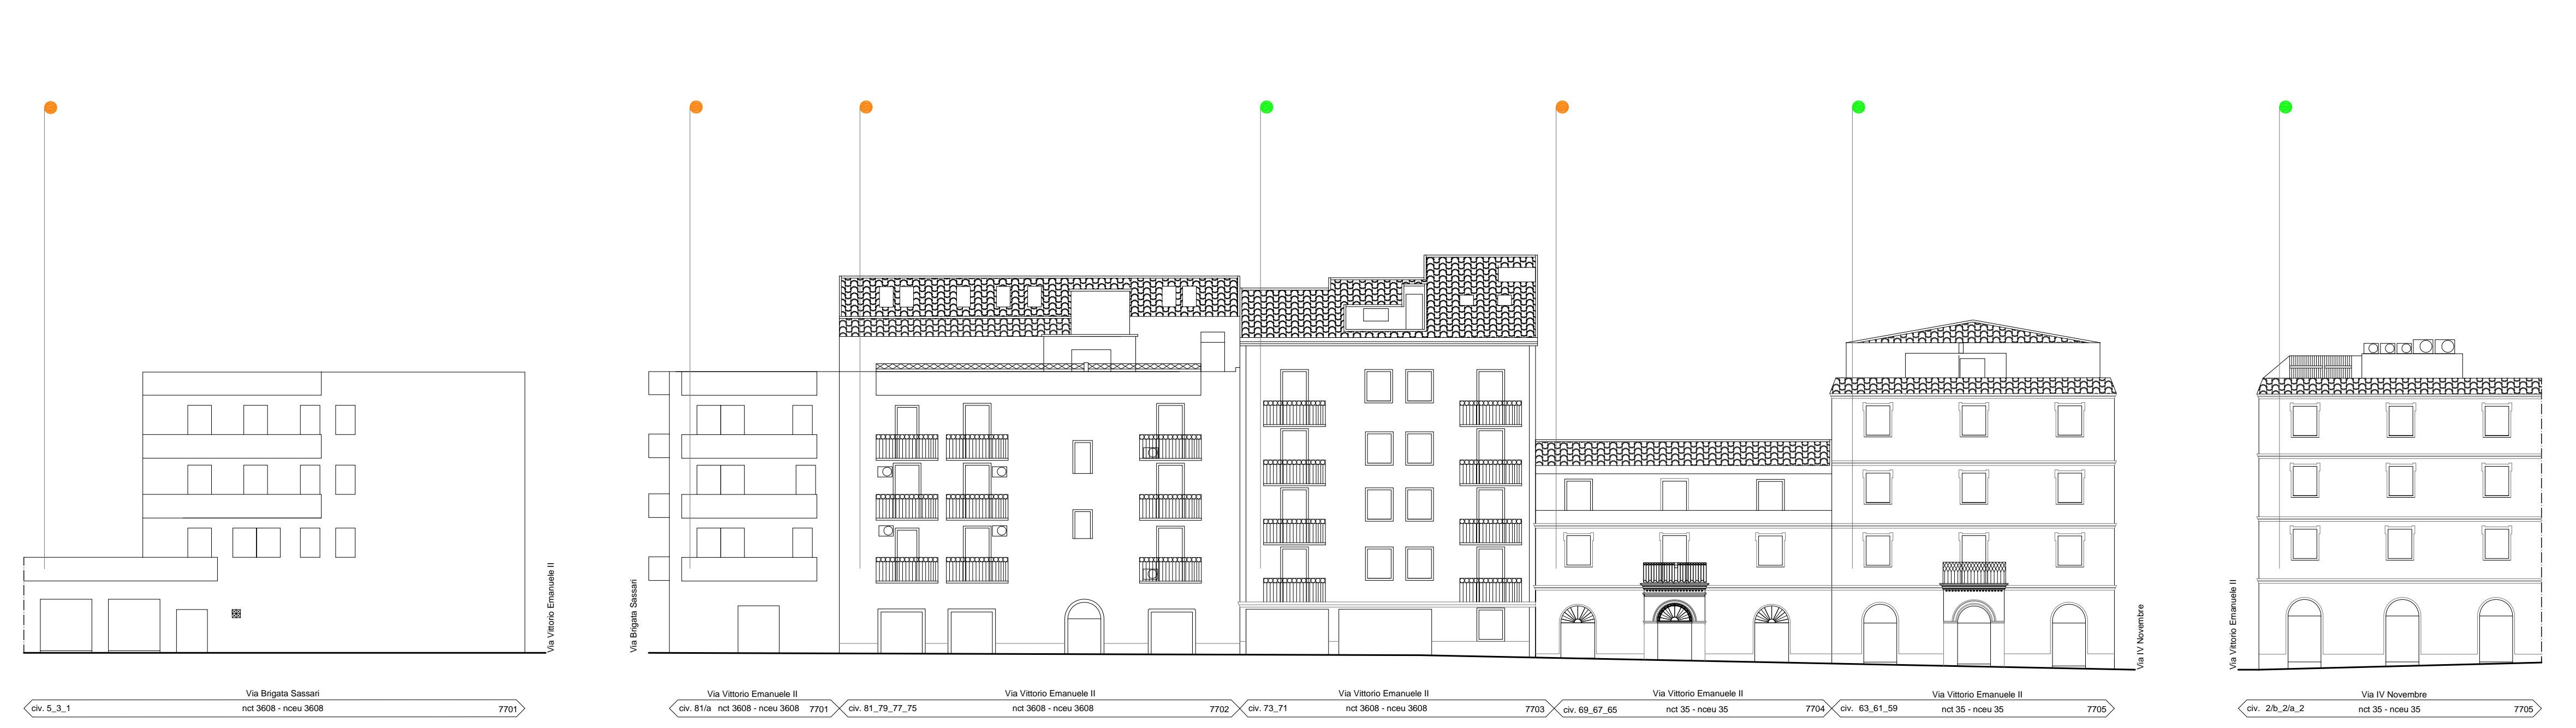 Via Vittorio Emanuele II
Via Brigata Sassari
Via IV Novembre
Via Vittorio Emanuele II
Via Brigata Sassari
civ. 5_3_1 nct 3608 - nceu 3608 7701
Via Vittorio Emanuele II
civ. 81/a nct 3608 - nceu 3608 7701
Via Vittorio Emanuele II
civ. 81_79_77_75 nct 3608 - nceu 3608 7702
Via Vittorio Emanuele II
civ. 73_71 nct 3608 - nceu 3608 7703
Via Vittorio Emanuele II
civ. 69_67_65 nct 35 - nceu 35 7704
Via Vittorio Emanuele II
civ. 63_61_59 nct 35 - nceu 35 7705
Via IV Novembre
civ. 2/b_2/a_2 nct 35 - nceu 35 7705